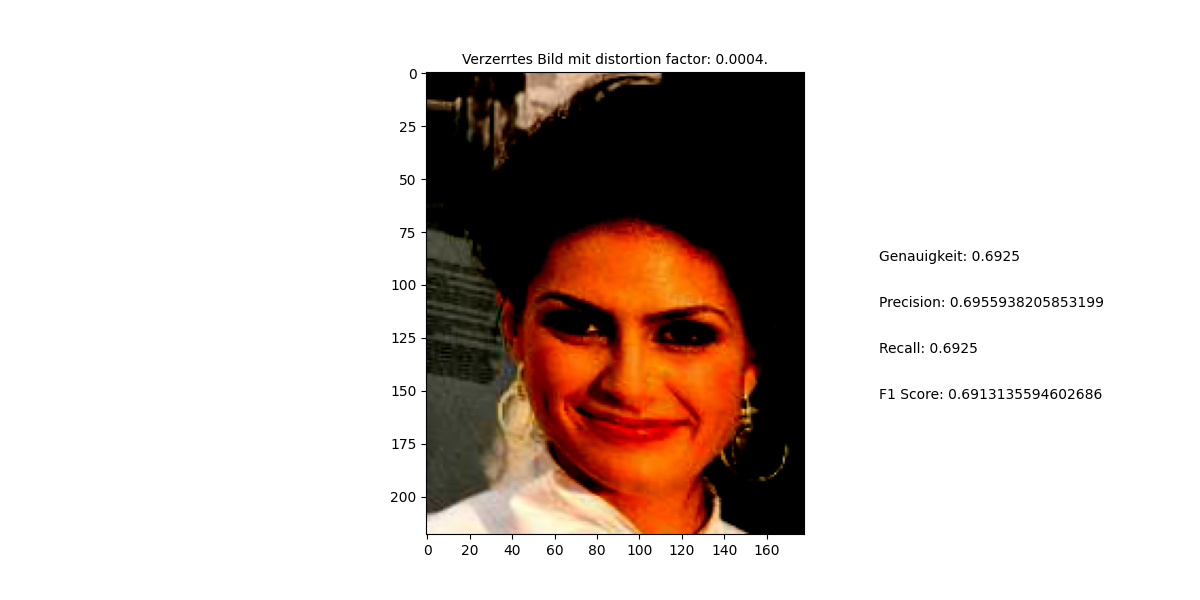 Verzerrtes Bild mit distortion factor: 0.0004.
0
25
50
75
100
125
150
175
200
0 20 40 60 80 100 120 140 160
Genauigkeit: 0.6925
Precision: 0.6955938205853199
Recall: 0.6925
F1 Score: 0.6913135594602686